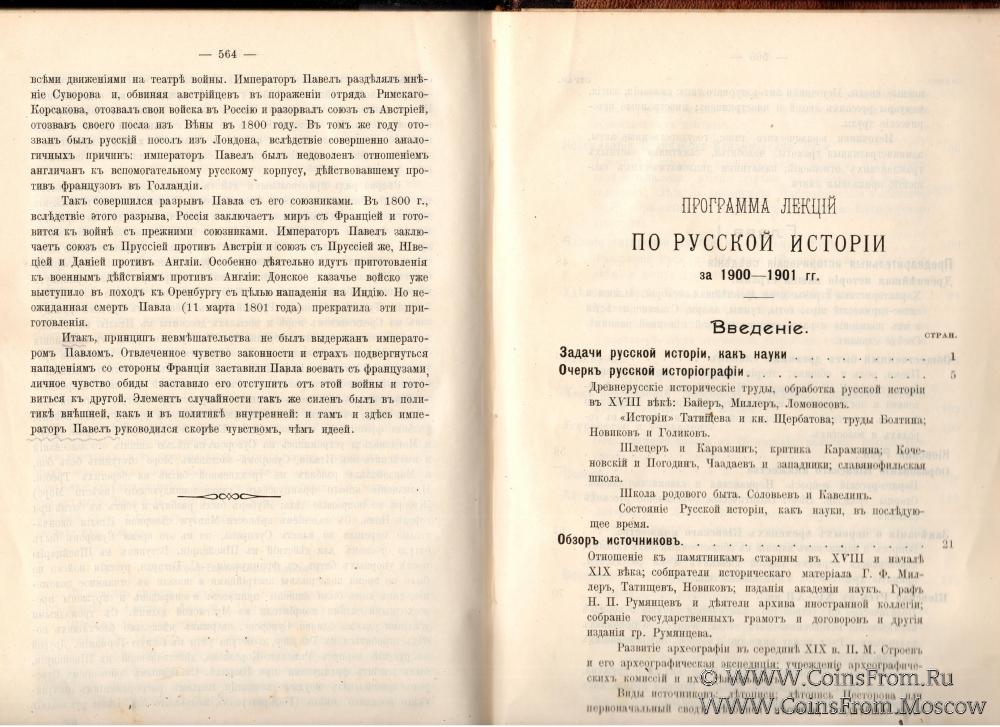 — 564 —
всѣми движеніями на театрѣ войны. Императоръ Павелъ раздѣлялъ мнѣ-
ніе Суворова и, обвиняя австрійцевъ въ пораженіи отряда Римскаго-
Корсакова, отозвалъ свои войска въ Россію и разорвалъ союзъ съ Австріей,
отозвавъ своего посла изъ Вѣны въ 1800 году. Въ томъ же году ото-
званъ былъ русскій посолъ изъ Лондона, вслѣдствіе совершенно анало-
гичныхъ причинъ: императоръ Павелъ былъ недоволенъ отношеніемъ
англичанъ къ вспомогательному русскому корпусу, дѣйствовавшему про-
тивъ французовъ въ Голландіи.
Такъ совершился разрывъ Павла съ его союзниками. Въ 1800 г.,
вслѣдствіе этого разрыва, Россія заключаетъ миръ съ Франціей и гото-
вится къ войнѣ съ прежними союзниками. Императоръ Павелъ заклю-
чаетъ союзъ съ Пруссіей противъ Австріи и союзъ съ Пруссіей же, Шве-
ціей и Даніей противъ Англіи. Особенно дѣятельно идутъ приготовленія
къ военнымъ дѣйствіямъ противъ Англіи: Донское казачье войско уже
выступило въ походъ къ Оренбургу съ цѣлью нападенія на Индію. Но не-
ожиданная смерть Павла (11 марта 1801 года) прекратила эти при-
готовленія.
Итакъ, принципъ невмѣшательства не былъ выдержанъ императо-
ромъ Павломъ. Отвлеченное чувство законности и страхъ подвергнуться
нападеніямъ со стороны Франціи заставили Павла воевать съ французами,
личное чувство обиды заставило его отступить отъ этой войны и гото-
виться къ другой. Элементъ случайности такъ же силенъ былъ въ поли-
тикѣ внѣшней, какъ и въ политикѣ внутренней: и тамъ и здѣсь импе-
раторъ Павелъ руководился скорѣе чувствомъ, чѣмъ идеей.
ПРОГРАММА ЛЕКЦІЙ
ПО РУССКОЙ ИСТОРІИ
за 1900—1901 гг.
Введеніе.
СТРАН.
Задачи русской исторіи, какъ науки . . . . . . . . 1
Очеркъ русской исторіографіи. . . . . . . . . . . 5
Древнерусскіе историческіе труды, обработка русской исторіи
въ XVIII вѣкѣ: Байеръ, Миллеръ, Ломоносовъ.
«Исторіи» Татищева и кн. Щербатова; труды Болтина;
Новиковъ и Голиковъ.
Шлецеръ и Карамзинъ; критика Карамзина; Каче-
новскій и Погодинъ, Чаадаевъ и западники; славянофильская
школа.
Школа родового быта. Соловьевъ и Кавелинъ.
Состояніе Русской исторіи, какъ науки, въ послѣдую-
щее время.
Обзоръ источниковъ. . . . . . . . . . . . . . . 21
Отношеніе къ памятникамъ старины въ XVIII и началѣ
XIX вѣка; собиратели историческаго матеріала Г. Ф. Мил-
леръ, Татищевъ, Новиковъ; изданія академіи наукъ. Графъ
Н. П. Румянцевъ и дѣятели архива иностранной коллегіи;
собраніе государственныхъ грамотъ и договоровъ и другія
изданія гр. Румянцева.
Развитіе археографіи въ серединѣ XIX в. П. М. Строевъ
и его археографическая экспедиція; учрежденіе археографиче-
скихъ комиссій и ихъ
Виды источниковъ: лѣтописи; лѣтопись Несторова или
первоначальный сводъ
© www.CoinsFrom.Ru
www.CoinsFrom.Moscow